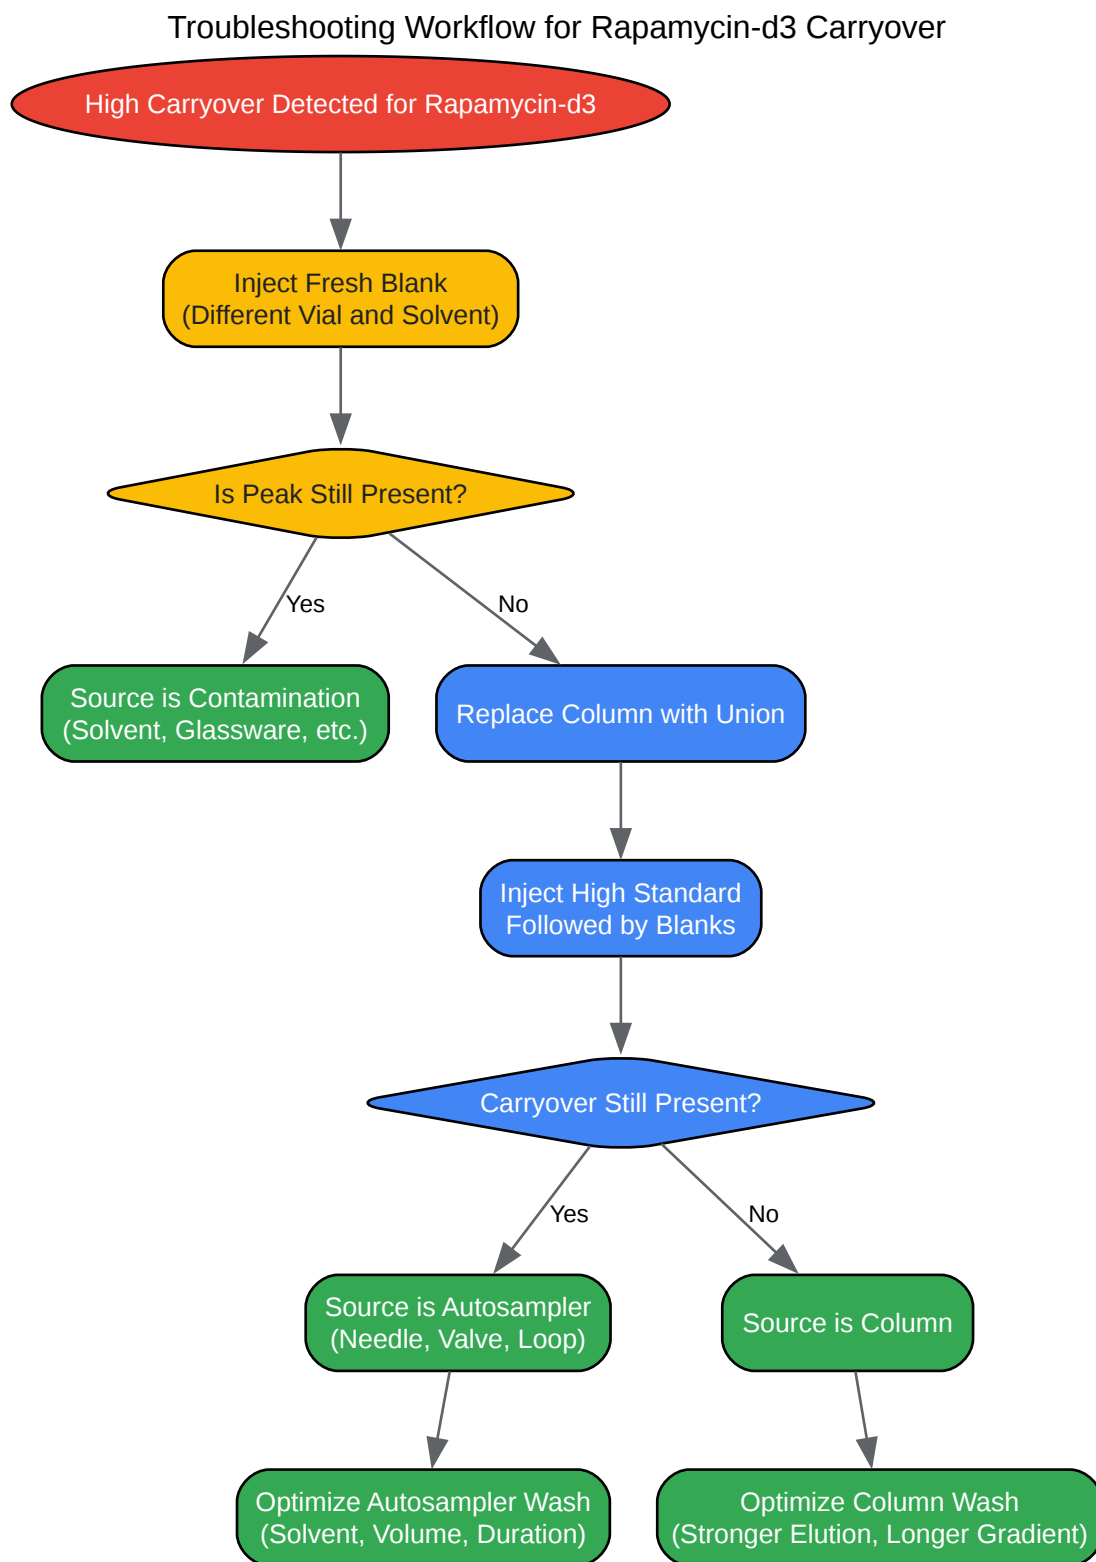 Troubleshooting Workflow for Rapamycin-d3 Carryover
High Carryover Detected for Rapamycin-d3
Inject Fresh Blank
(Different Vial and Solvent)
Is Peak Still Present?
Yes
No
Source is Contamination
(Solvent, Glassware, etc.)
Replace Column with Union
Inject High Standard
Followed by Blanks
Carryover Still Present?
Yes
No
Source is Autosampler
(Needle, Valve, Loop)
Source is Column
Optimize Autosampler Wash
(Solvent, Volume, Duration)
Optimize Column Wash
(Stronger Elution, Longer Gradient)